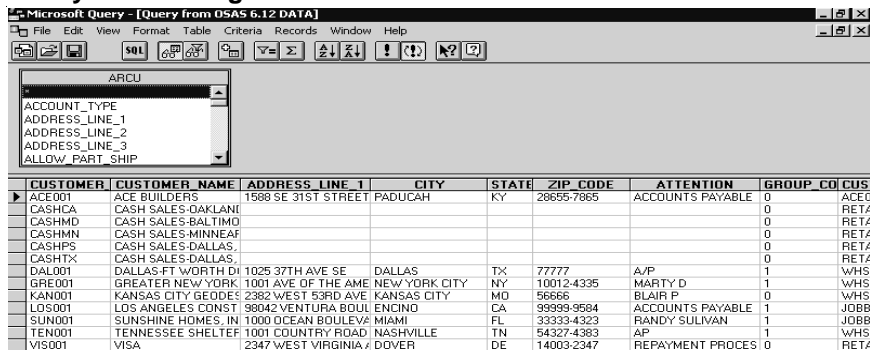 Microsoft Query - [Query from OSAS 6.12 DATA]
File Edit View Format Table Criteria Records Window Help
SQL
ARCU
*
ACCOUNT_TYPE
ADDRESS_LINE_1
ADDRESS_LINE_2
ADDRESS_LINE_3
ALLOW_PART_SHIP
CUSTOMER_ CUSTOMER_NAME ADDRESS_LINE_1 CITY STATE ZIP_CODE ATTENTION GROUP_CO CUS
ACE001 ACE BUILDERS 1588 SE 31ST STREET PADUCAH KY 28655-7865 ACCOUNTS PAYABLE 0 ACE0
CASHCA CASH SALES-OAKLAND 0 RETA
CASHMD CASH SALES-BALTIMO 0 RETA
CASHMN CASH SALES-MINNEAP 0 RETA
CASHPS CASH SALES-DALLAS, 0 RETA
CASHTX CASH SALES-DALLAS, 0 RETA
DAL001 DALLAS-FT WORTH DI 1025 37TH AVE SE DALLAS TX 77777 A/P 1 WHS
GRE001 GREATER NEW YORK 1001 AVE OF THE AME NEW YORK CITY NY 10012-4335 MARTY D 1 WHS
KAN001 KANSAS CITY GEODES 2382 WEST 53RD AVE KANSAS CITY MO 56666 BLAIR P 0 WHS
LOS001 LOS ANGELES CONST 98042 VENTURA BOUL ENCINO CA 99999-9584 ACCOUNTS PAYABLE 1 JOBB
SUN001 SUNSHINE HOMES, IN 1000 OCEAN BOULEVA MIAMI FL 33333-4323 RANDY SULIVAN 1 JOBB
TEN001 TENNESSEE SHELTER 1001 COUNTRY ROAD NASHVILLE TN 54327-4383 AP 1 WHS
VIS001 VISA 2347 WEST VIRGINIA A DOVER DE 14003-2347 REPAYMENT PROCES 0 RETA